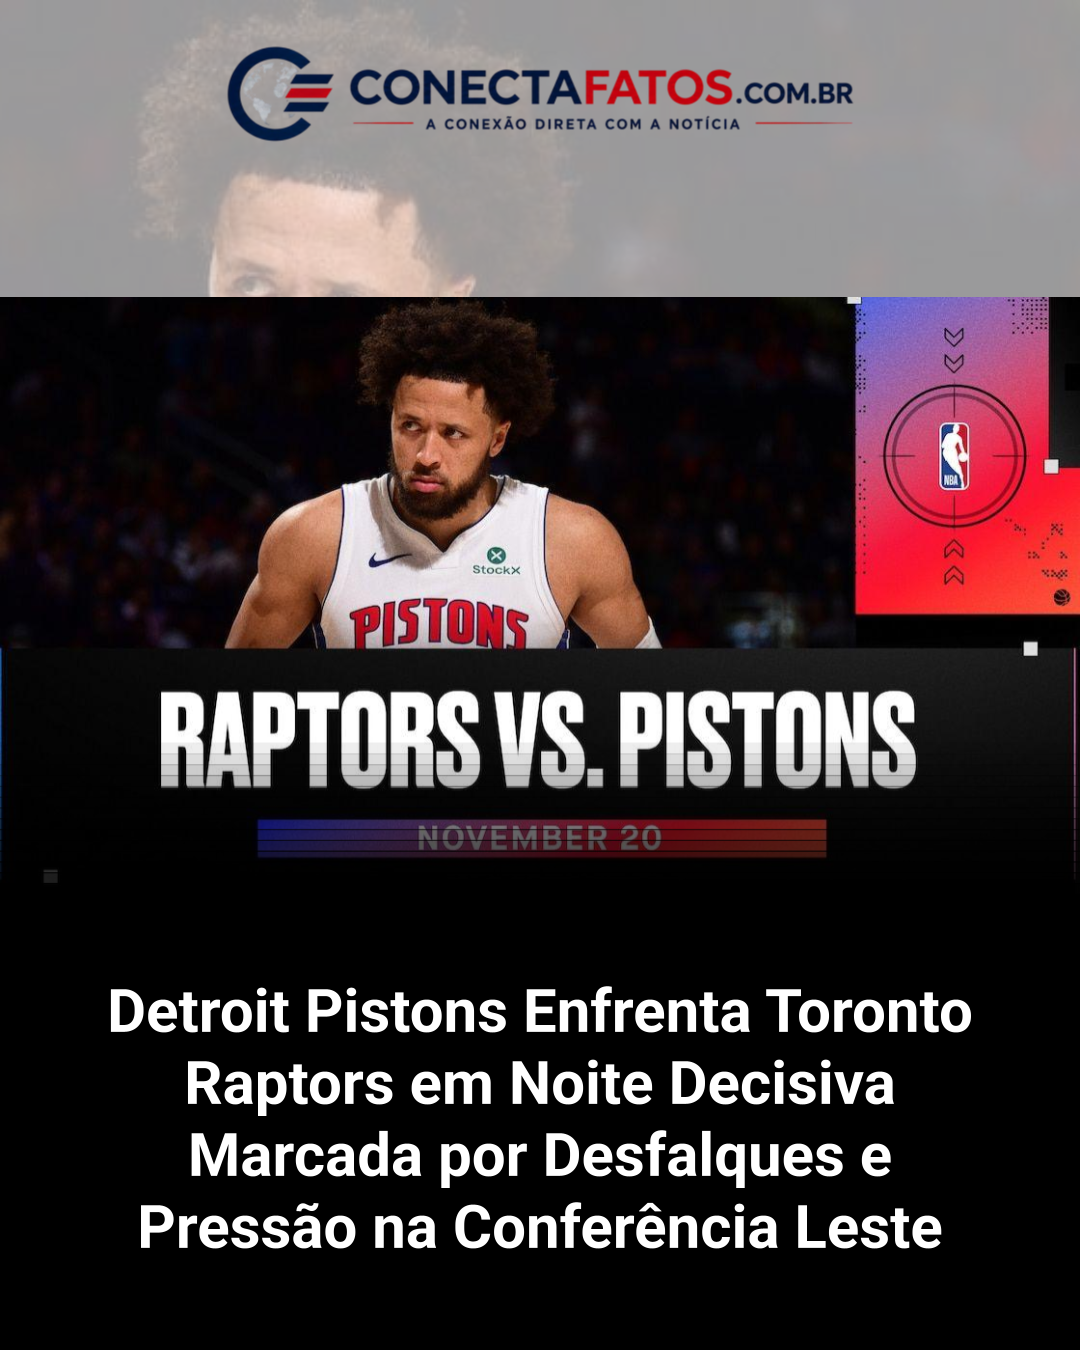 CONECTAFATOS.COM.BR
A CONEXÃO DIRETA COM A NOTÍCIA
NBA
StockX
PISTONS
RAPTORS VS. PISTONS
NOVEMBER 20
Detroit Pistons Enfrenta Toronto
Raptors em Noite Decisiva
Marcada por Desfalques e
Pressão na Conferência Leste